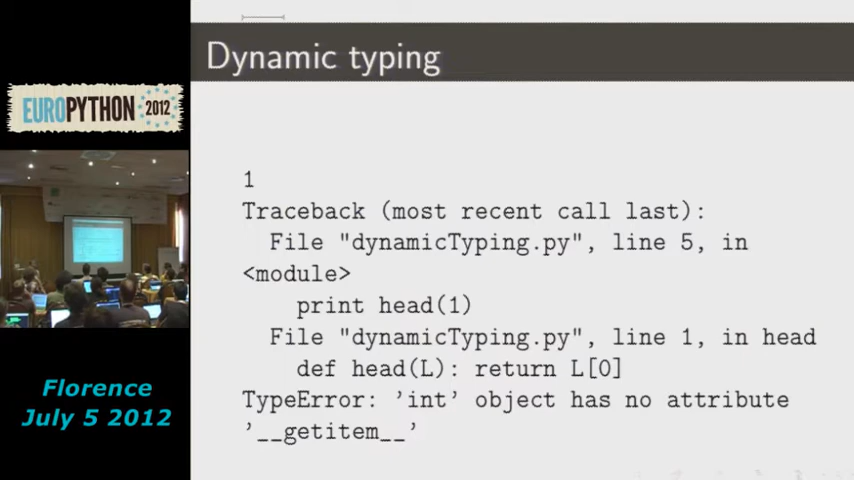 Dynamic typing
EUROPYTHON 2012
1
Traceback (most recent call last):
File "dynamicTyping.py", line 5, in
<module>
print head(1)
File "dynamicTyping.py", line 1, in head
def head(L): return L[0]
TypeError: 'int' object has no attribute
'__getitem__'
Florence
July 5 2012